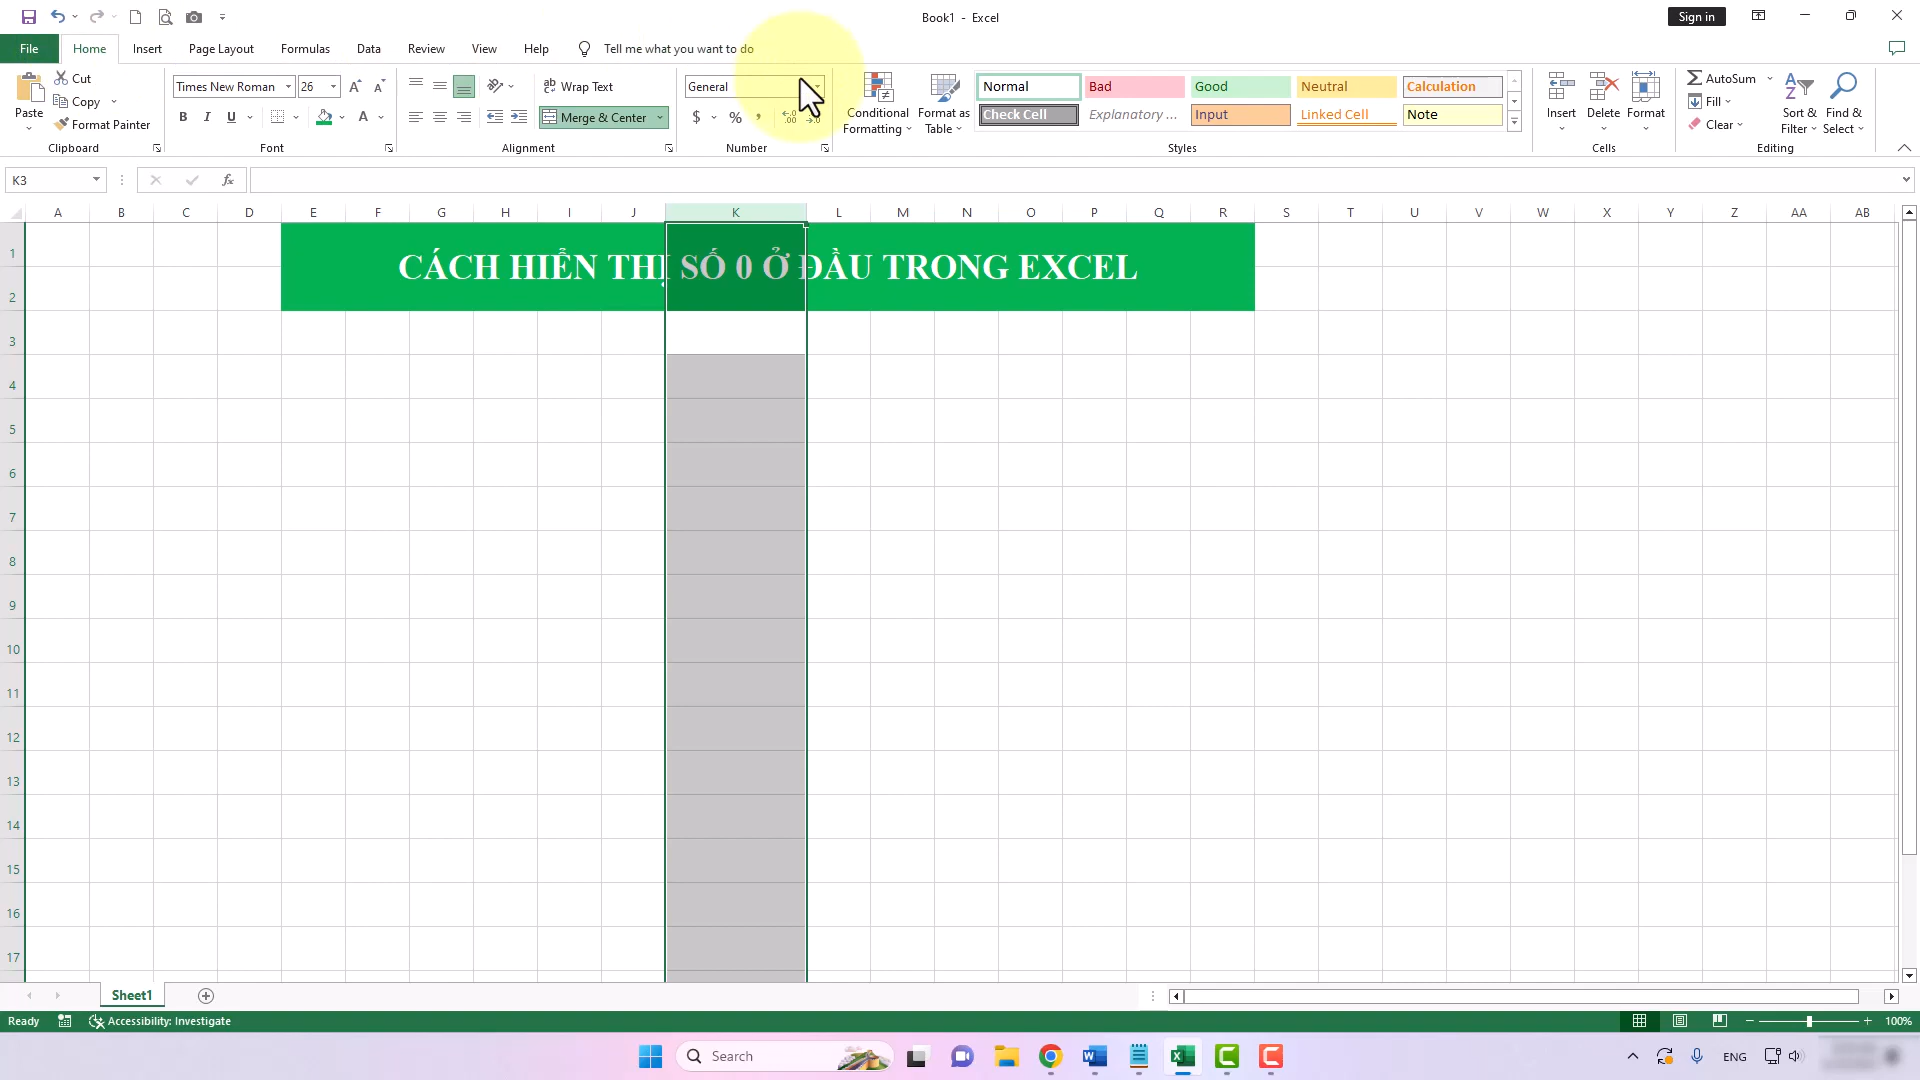 Book1 - Excel
Sign in
File Home Insert Page Layout Formulas Data Review View Help Tell me what you want to do
Paste
Cut
Copy
Format Painter
Clipboard
Times New Roman 26
B I U
Font
Wrap Text
Merge & Center
Alignment
General
$ % ,
Number
Conditional Formatting
Format as Table
Normal Bad Good Neutral Calculation
Check Cell Explanatory ... Input Linked Cell Note
Styles
Insert Delete Format
Cells
AutoSum
Fill
Clear
Sort & Filter
Find & Select
Editing
K3
fx
A B C D E F G H I J K L M N O P Q R S T U V W X Y Z AA AB
CÁCH HIỂN THỊ SỐ 0 Ở ĐẦU TRONG EXCEL
1
2
3
4
5
6
7
8
9
10
11
12
13
14
15
16
17
Sheet1
Ready Accessibility: Investigate 100%
Search
ENG